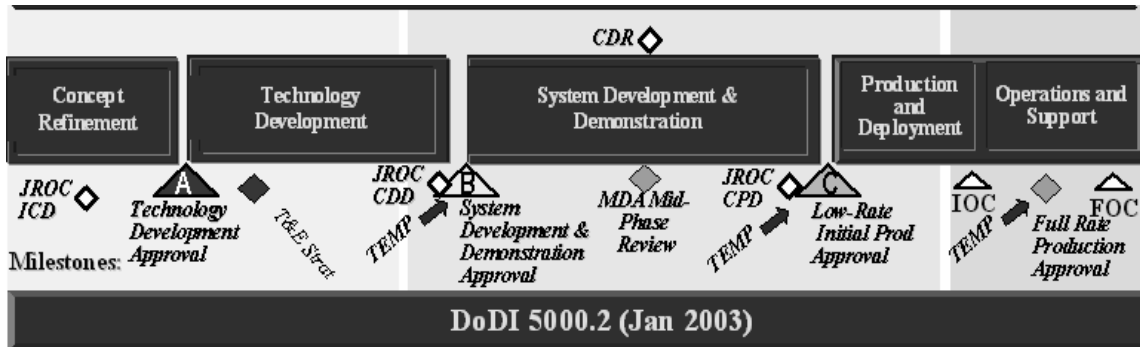 CDR
Concept
Refinement
Technology
Development
System Development &
Demonstration
Production
and
Deployment
Operations and
Support
JROC
ICD
A
Technology
Development
Approval
T&E Strat
JROC
CDD
TEMP
B
System
Development &
Demonstration
Approval
MDA Mid-
Phase
Review
JROC
CPD
TEMP
C
Low-Rate
Initial Prod
Approval
IOC
TEMP
Full Rate
Production
Approval
FOC
Milestones:
DoDI 5000.2 (Jan 2003)